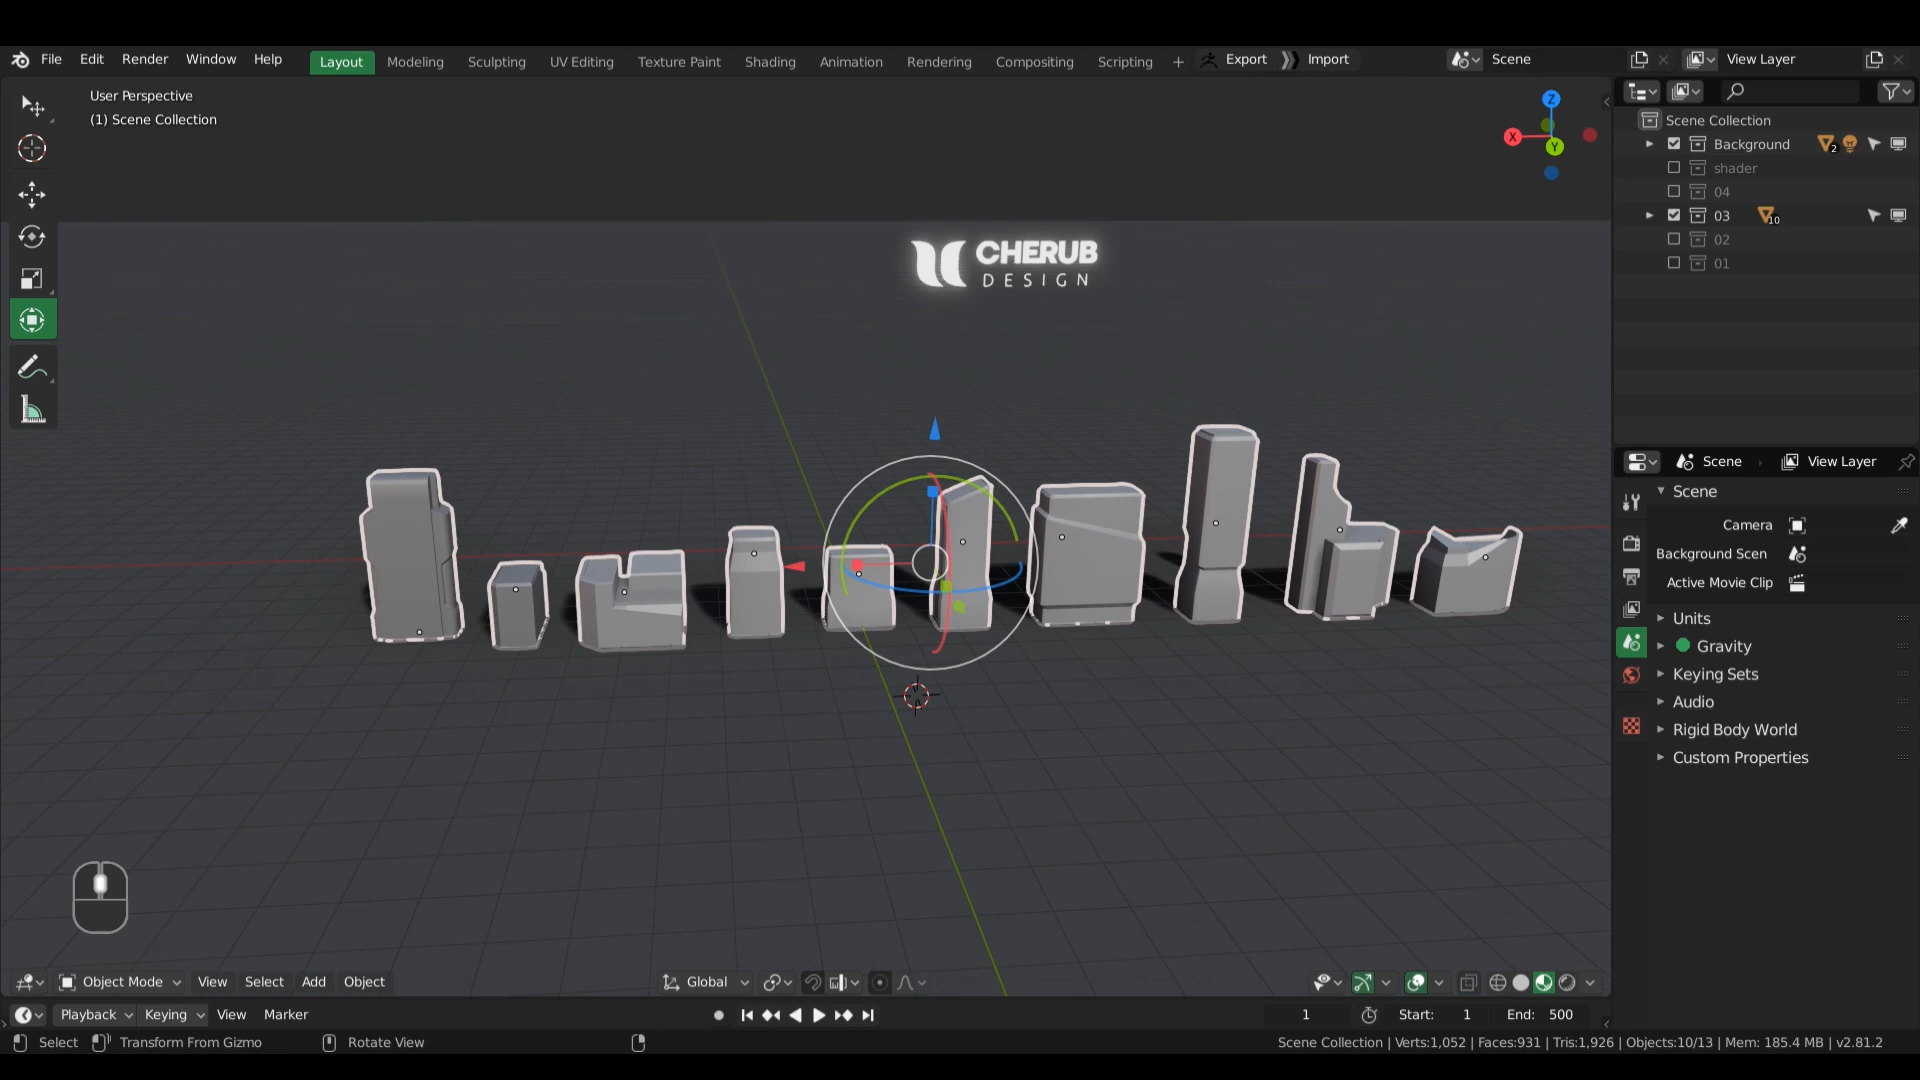 File Edit Render Window Help Layout Modeling Sculpting UV Editing Texture Paint Shading Animation Rendering Compositing Scripting + Export Import Scene View Layer
User Perspective
(1) Scene Collection
Z
X
Y
CHERUB
DESIGN
Scene Collection
Background 2
shader
04
03 10
02
01
Scene View Layer
Scene
Camera
Background Scen
Active Movie Clip
Units
Gravity
Keying Sets
Audio
Rigid Body World
Custom Properties
Object Mode View Select Add Object Global
Playback Keying View Marker 1 Start: 1 End: 500
Select Transform From Gizmo Rotate View Scene Collection | Verts:1,052 | Faces:931 | Tris:1,926 | Objects:10/13 | Mem: 185.4 MB | v2.81.2